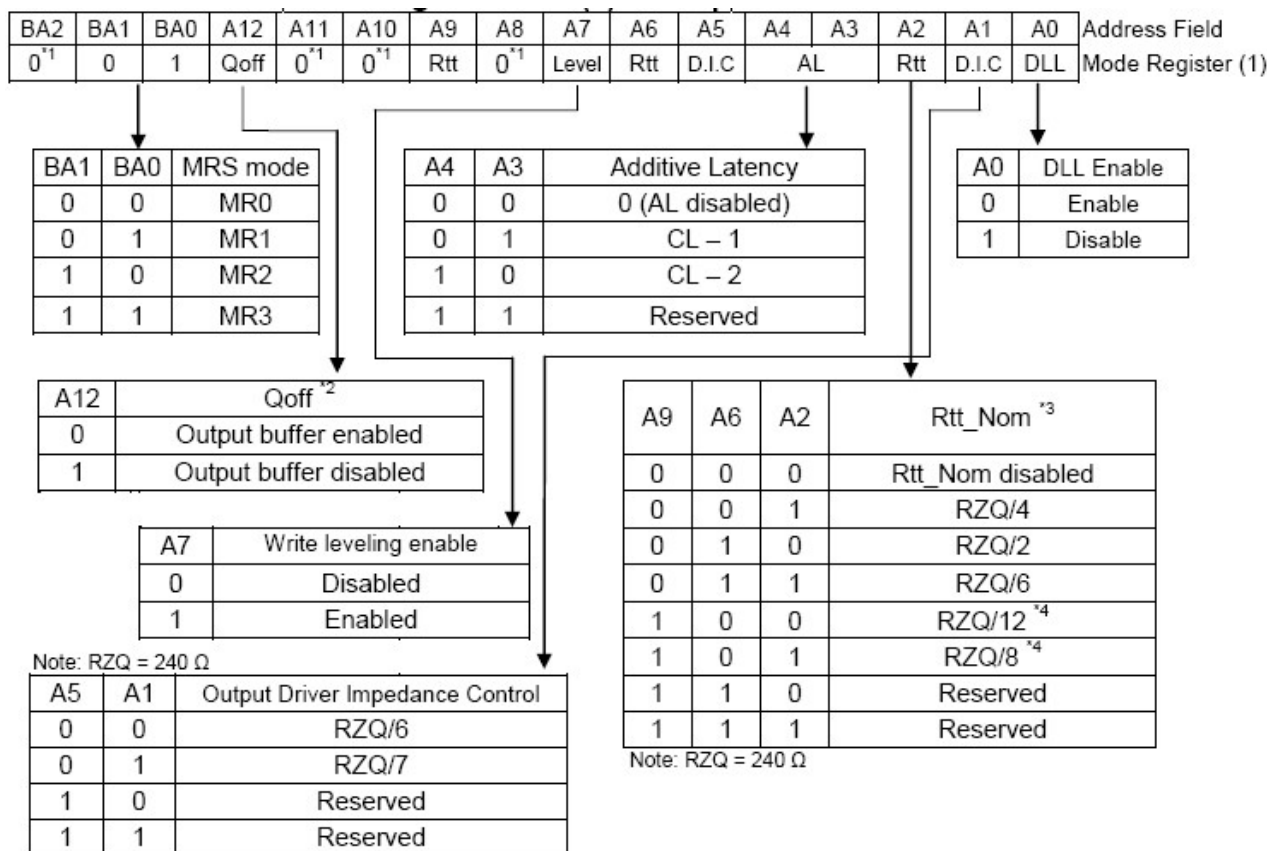 BA2 BA1 BA0 A12 A11 A10 A9 A8 A7 A6 A5 A4 A3 A2 A1 A0 Address Field
0*1 0 1 Qoff 0*1 0*1 Rtt 0*1 Level Rtt D.I.C AL Rtt D.I.C DLL Mode Register (1)
BA1 BA0 MRS mode
0 0 MR0
0 1 MR1
1 0 MR2
1 1 MR3
A4 A3 Additive Latency
0 0 0 (AL disabled)
0 1 CL – 1
1 0 CL – 2
1 1 Reserved
A0 DLL Enable
0 Enable
1 Disable
A12 Qoff *2
0 Output buffer enabled
1 Output buffer disabled
A9 A6 A2 Rtt_Nom *3
0 0 0 Rtt_Nom disabled
0 0 1 RZQ/4
0 1 0 RZQ/2
0 1 1 RZQ/6
1 0 0 RZQ/12 *4
1 0 1 RZQ/8 *4
1 1 0 Reserved
1 1 1 Reserved
Note: RZQ = 240 Ω
A7 Write leveling enable
0 Disabled
1 Enabled
Note: RZQ = 240 Ω
A5 A1 Output Driver Impedance Control
0 0 RZQ/6
0 1 RZQ/7
1 0 Reserved
1 1 Reserved